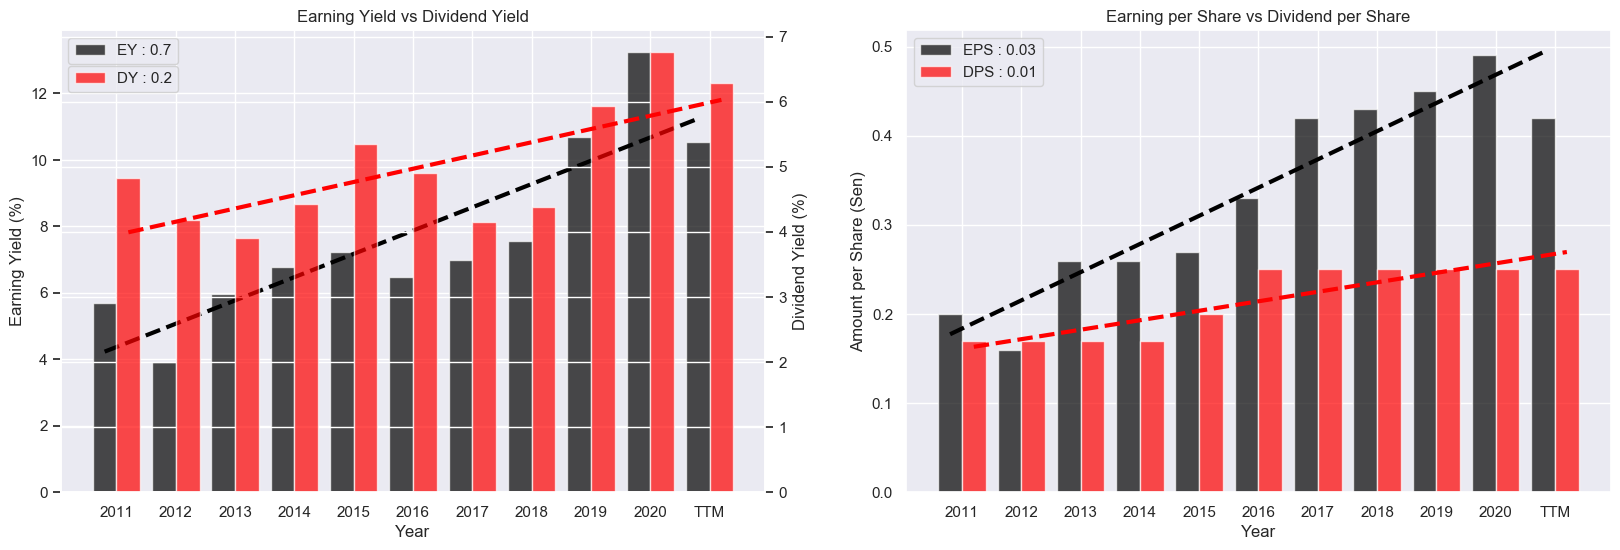 Earning Yield vs Dividend Yield
EY : 0.7
DY : 0.2
Earning Yield (%)
0
2
4
6
8
10
12
Dividend Yield (%)
0
1
2
3
4
5
6
7
2011 2012 2013 2014 2015 2016 2017 2018 2019 2020 TTM
Year
Earning per Share vs Dividend per Share
EPS : 0.03
DPS : 0.01
Amount per Share (Sen)
0.5
0.4
0.3
0.2
0.1
0.0
2011 2012 2013 2014 2015 2016 2017 2018 2019 2020 TTM
Year